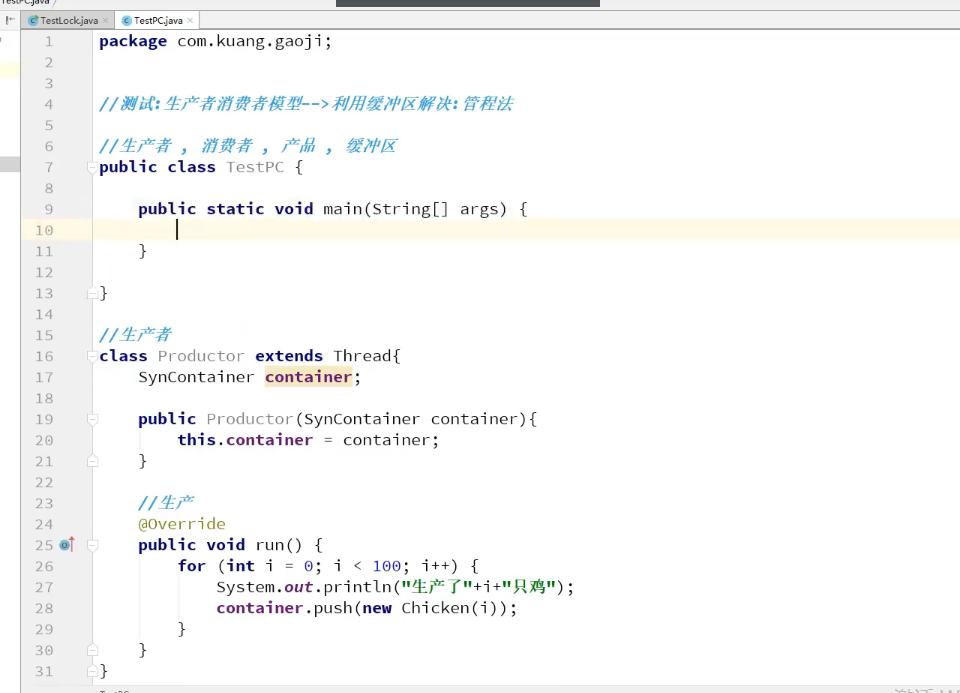 TestPC.java
TestLock.java × TestPC.java ×
1 package com.kuang.gaoji;
2
3
4 //测试:生产者消费者模型-->利用缓冲区解决:管程法
5
6 //生产者 , 消费者 , 产品 , 缓冲区
7 public class TestPC {
8
9 public static void main(String[] args) {
10
11 }
12
13 }
14
15 //生产者
16 class Productor extends Thread{
17 SynContainer container;
18
19 public Productor(SynContainer container){
20 this.container = container;
21 }
22
23 //生产
24 @Override
25 public void run() {
26 for (int i = 0; i < 100; i++) {
27 System.out.println("生产了"+i+"只鸡");
28 container.push(new Chicken(i));
29 }
30 }
31 }